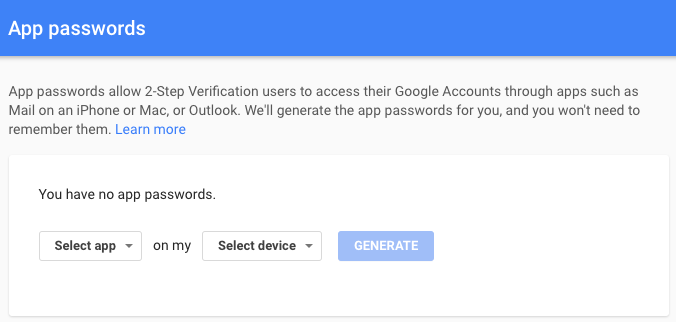 App passwords
App passwords allow 2-Step Verification users to access their Google Accounts through apps such as
Mail on an iPhone or Mac, or Outlook. We'll generate the app passwords for you, and you won't need to
remember them. Learn more
You have no app passwords.
Select app on my Select device GENERATE